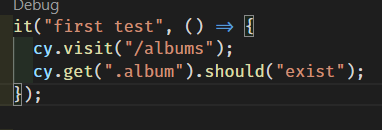 Debug
it("first test", () => {
  cy.visit("/albums");
  cy.get(".album").should("exist");
});